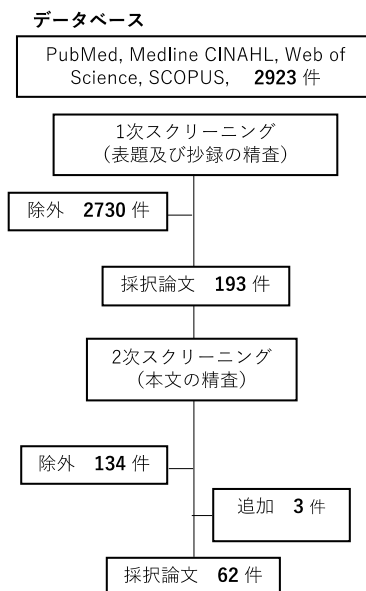 データベース
PubMed, Medline CINAHL, Web of
Science, SCOPUS, 2923 件
1次スクリーニング
(表題及び抄録の精査)
除外 2730 件
採択論文 193 件
2次スクリーニング
(本文の精査)
除外 134 件
追加 3 件
採択論文 62 件